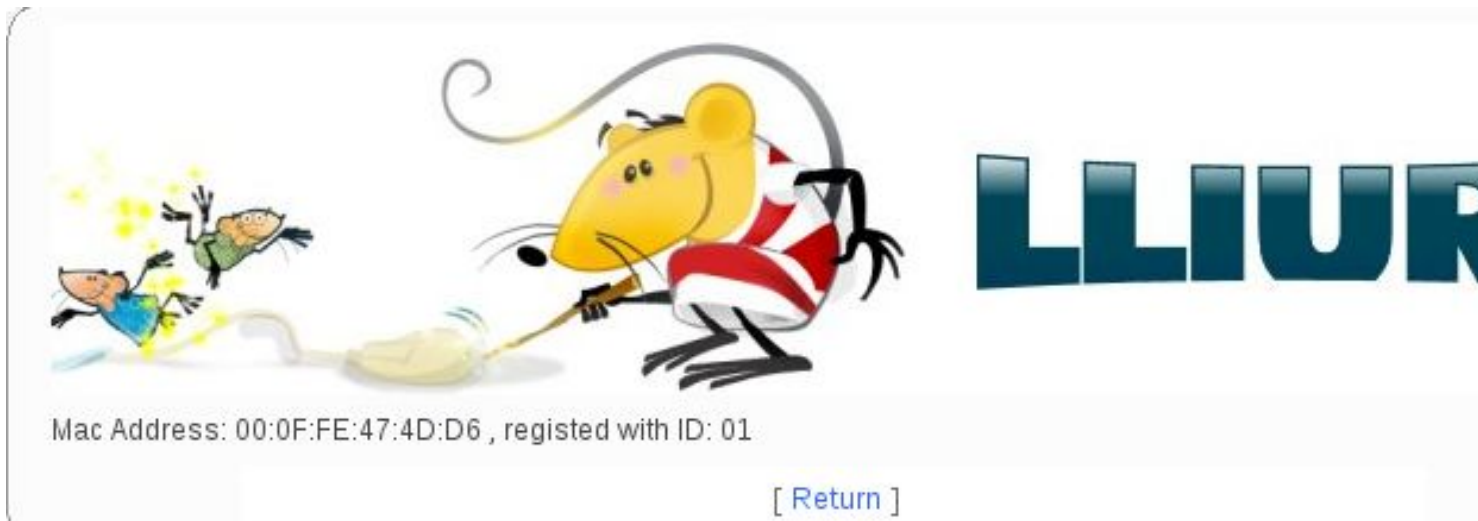 LLIUR
Mac Address: 00:0F:FE:47:4D:D6 , registed with ID: 01
[ Return ]